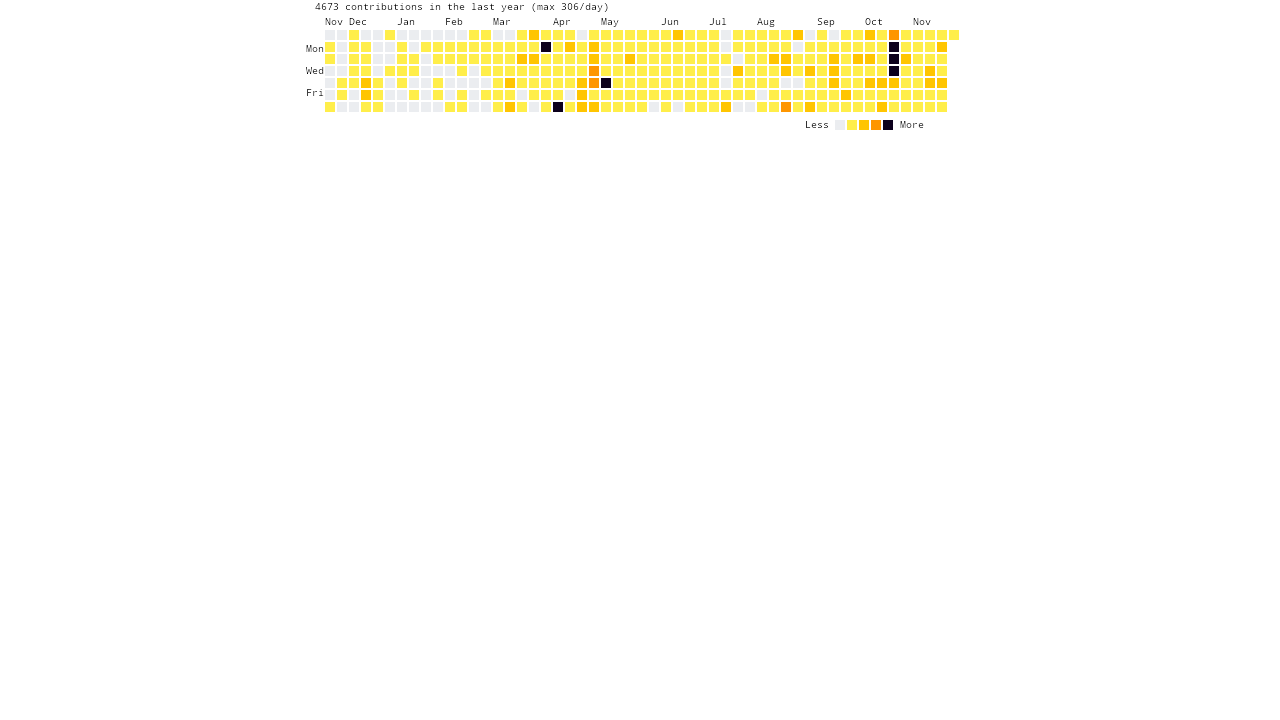 4673 contributions in the last year (max 306/day)
Nov Dec Jan Feb Mar Apr May Jun Jul Aug Sep Oct Nov
Mon
Wed
Fri
Less More